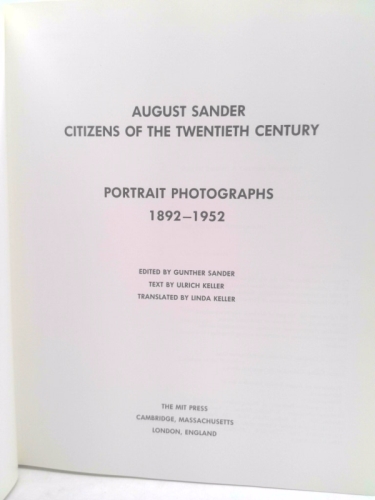 AUGUST SANDER
CITIZENS OF THE TWENTIETH CENTURY
PORTRAIT PHOTOGRAPHS
1892–1952
EDITED BY GUNTHER SANDER
TEXT BY ULRICH KELLER
TRANSLATED BY LINDA KELLER
THE MIT PRESS
CAMBRIDGE, MASSACHUSETTS
LONDON, ENGLAND